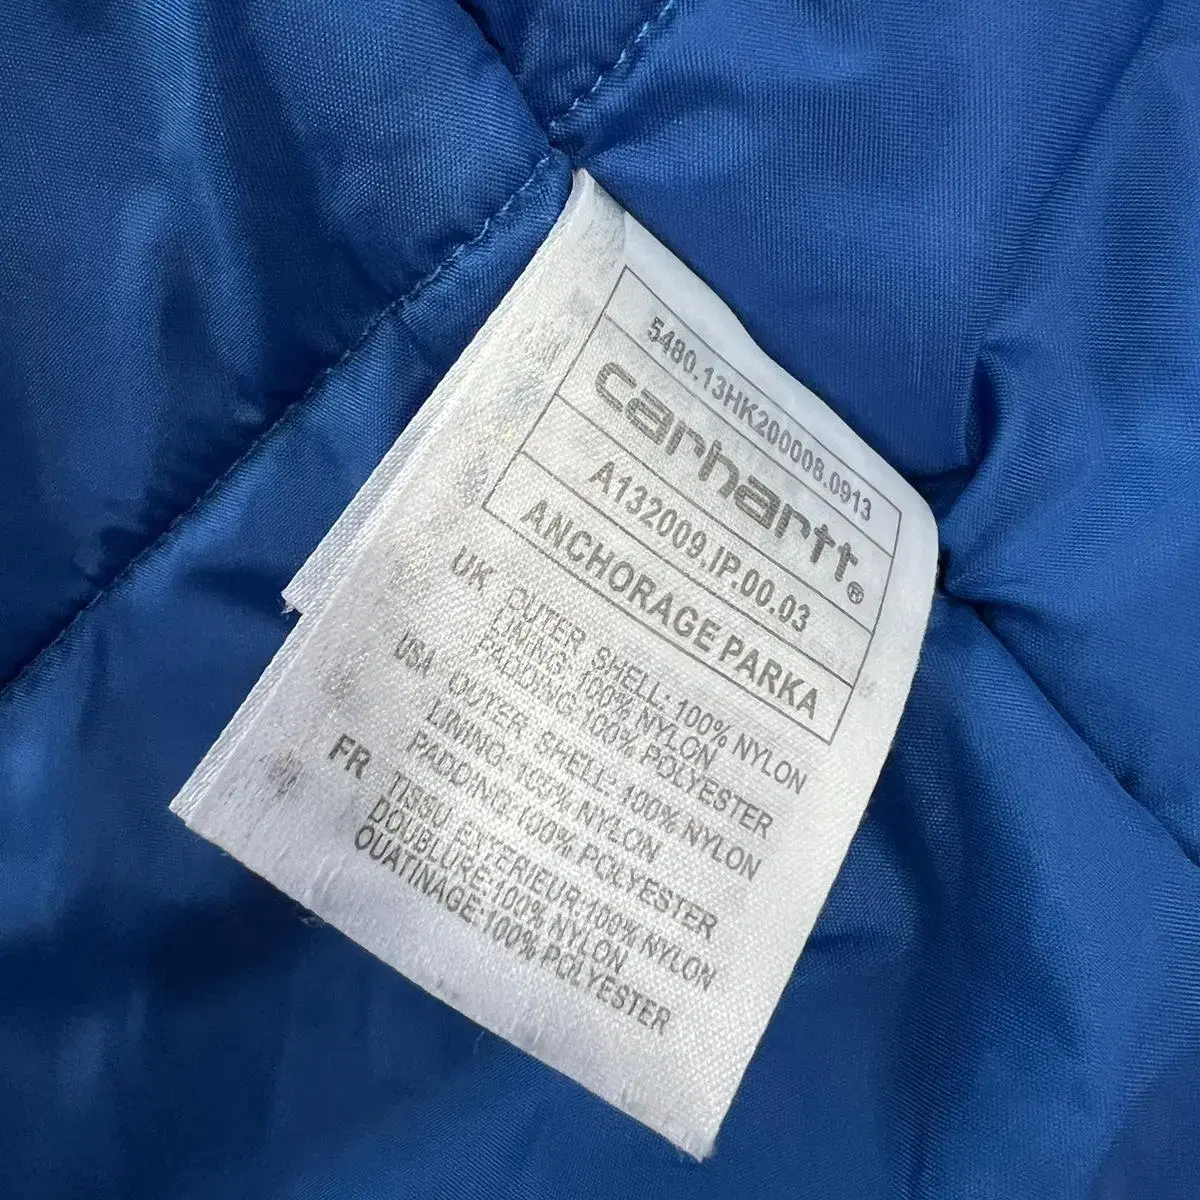 5480.13HK200008.0913
carhartt®
A132009.IP.00.03
ANCHORAGE PARKA
UK OUTER SHELL: 100% NYLON
LINING: 100% NYLON
PADDING:100% POLYESTER
USA OUTER SHELL: 100% NYLON
LINING: 100% NYLON
PADDING:100% POLYESTER
FR TISSU EXTERIEUR:100% NYLON
DOUBLURE:100% NYLON
OUATINAGE:100% POLYESTER